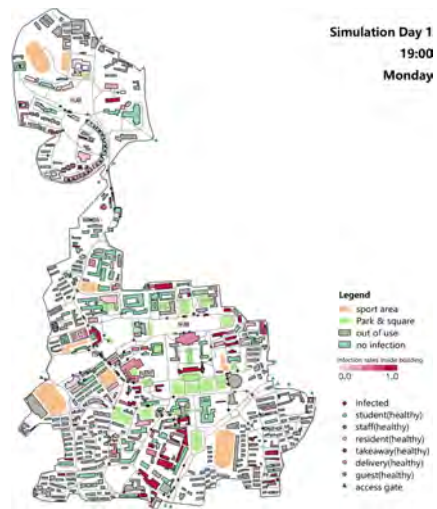 Simulation Day 1
19:00
Monday
Legend
sport area
Park & square
out of use
no infection
Infection rates inside building
0.0
1.0
infected
student(healthy)
staff(healthy)
resident(healthy)
takeaway(healthy)
delivery(healthy)
guest(healthy)
access gate